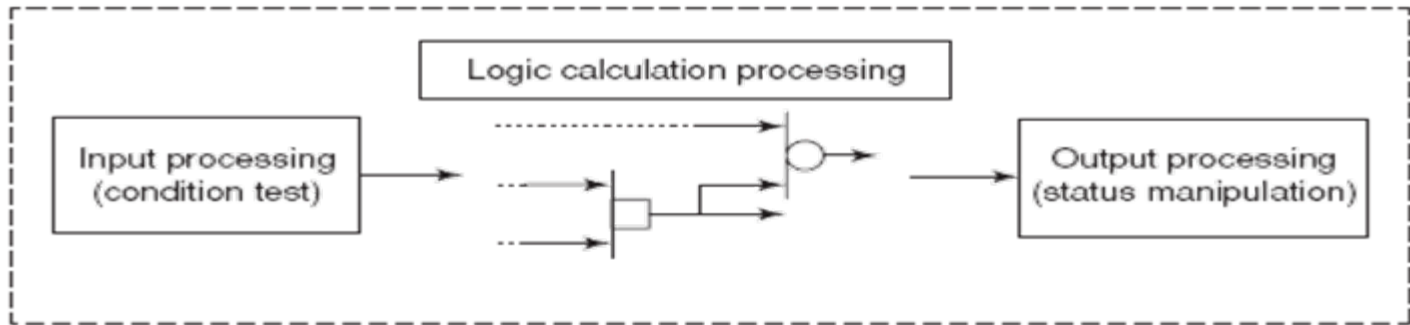 Logic calculation processing
Input processing
(condition test)
Output processing
(status manipulation)